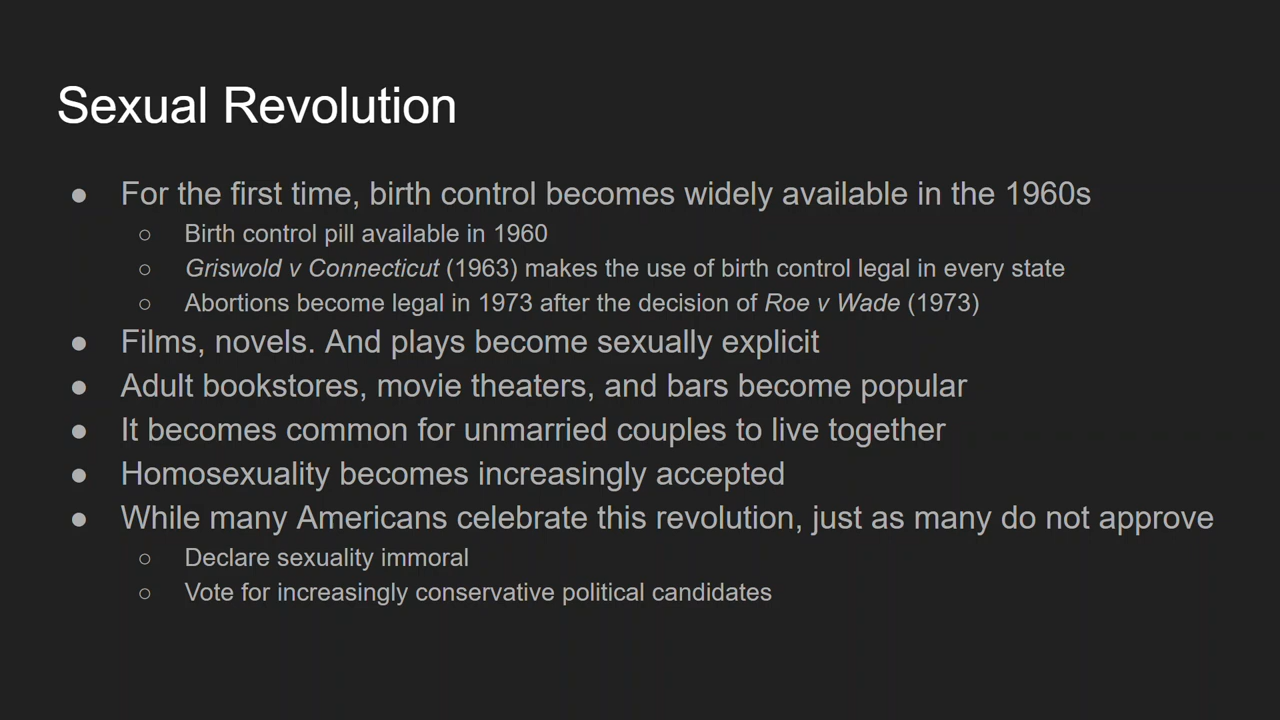 Sexual Revolution
● For the first time, birth control becomes widely available in the 1960s
○ Birth control pill available in 1960
○ Griswold v Connecticut (1963) makes the use of birth control legal in every state
○ Abortions become legal in 1973 after the decision of Roe v Wade (1973)
● Films, novels. And plays become sexually explicit
● Adult bookstores, movie theaters, and bars become popular
● It becomes common for unmarried couples to live together
● Homosexuality becomes increasingly accepted
● While many Americans celebrate this revolution, just as many do not approve
○ Declare sexuality immoral
○ Vote for increasingly conservative political candidates